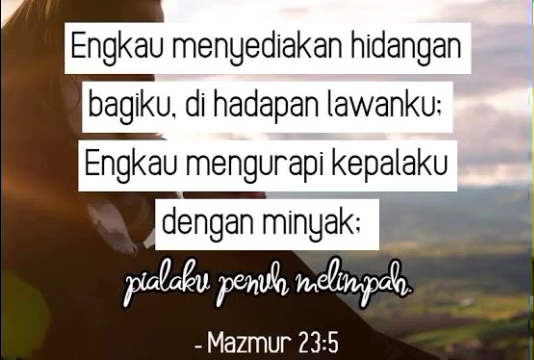 Engkau menyediakan hidangan
bagiku, di hadapan lawanku;
Engkau mengurapi kepalaku
dengan minyak;
pialaku penuh melimpah.
- Mazmur 23:5